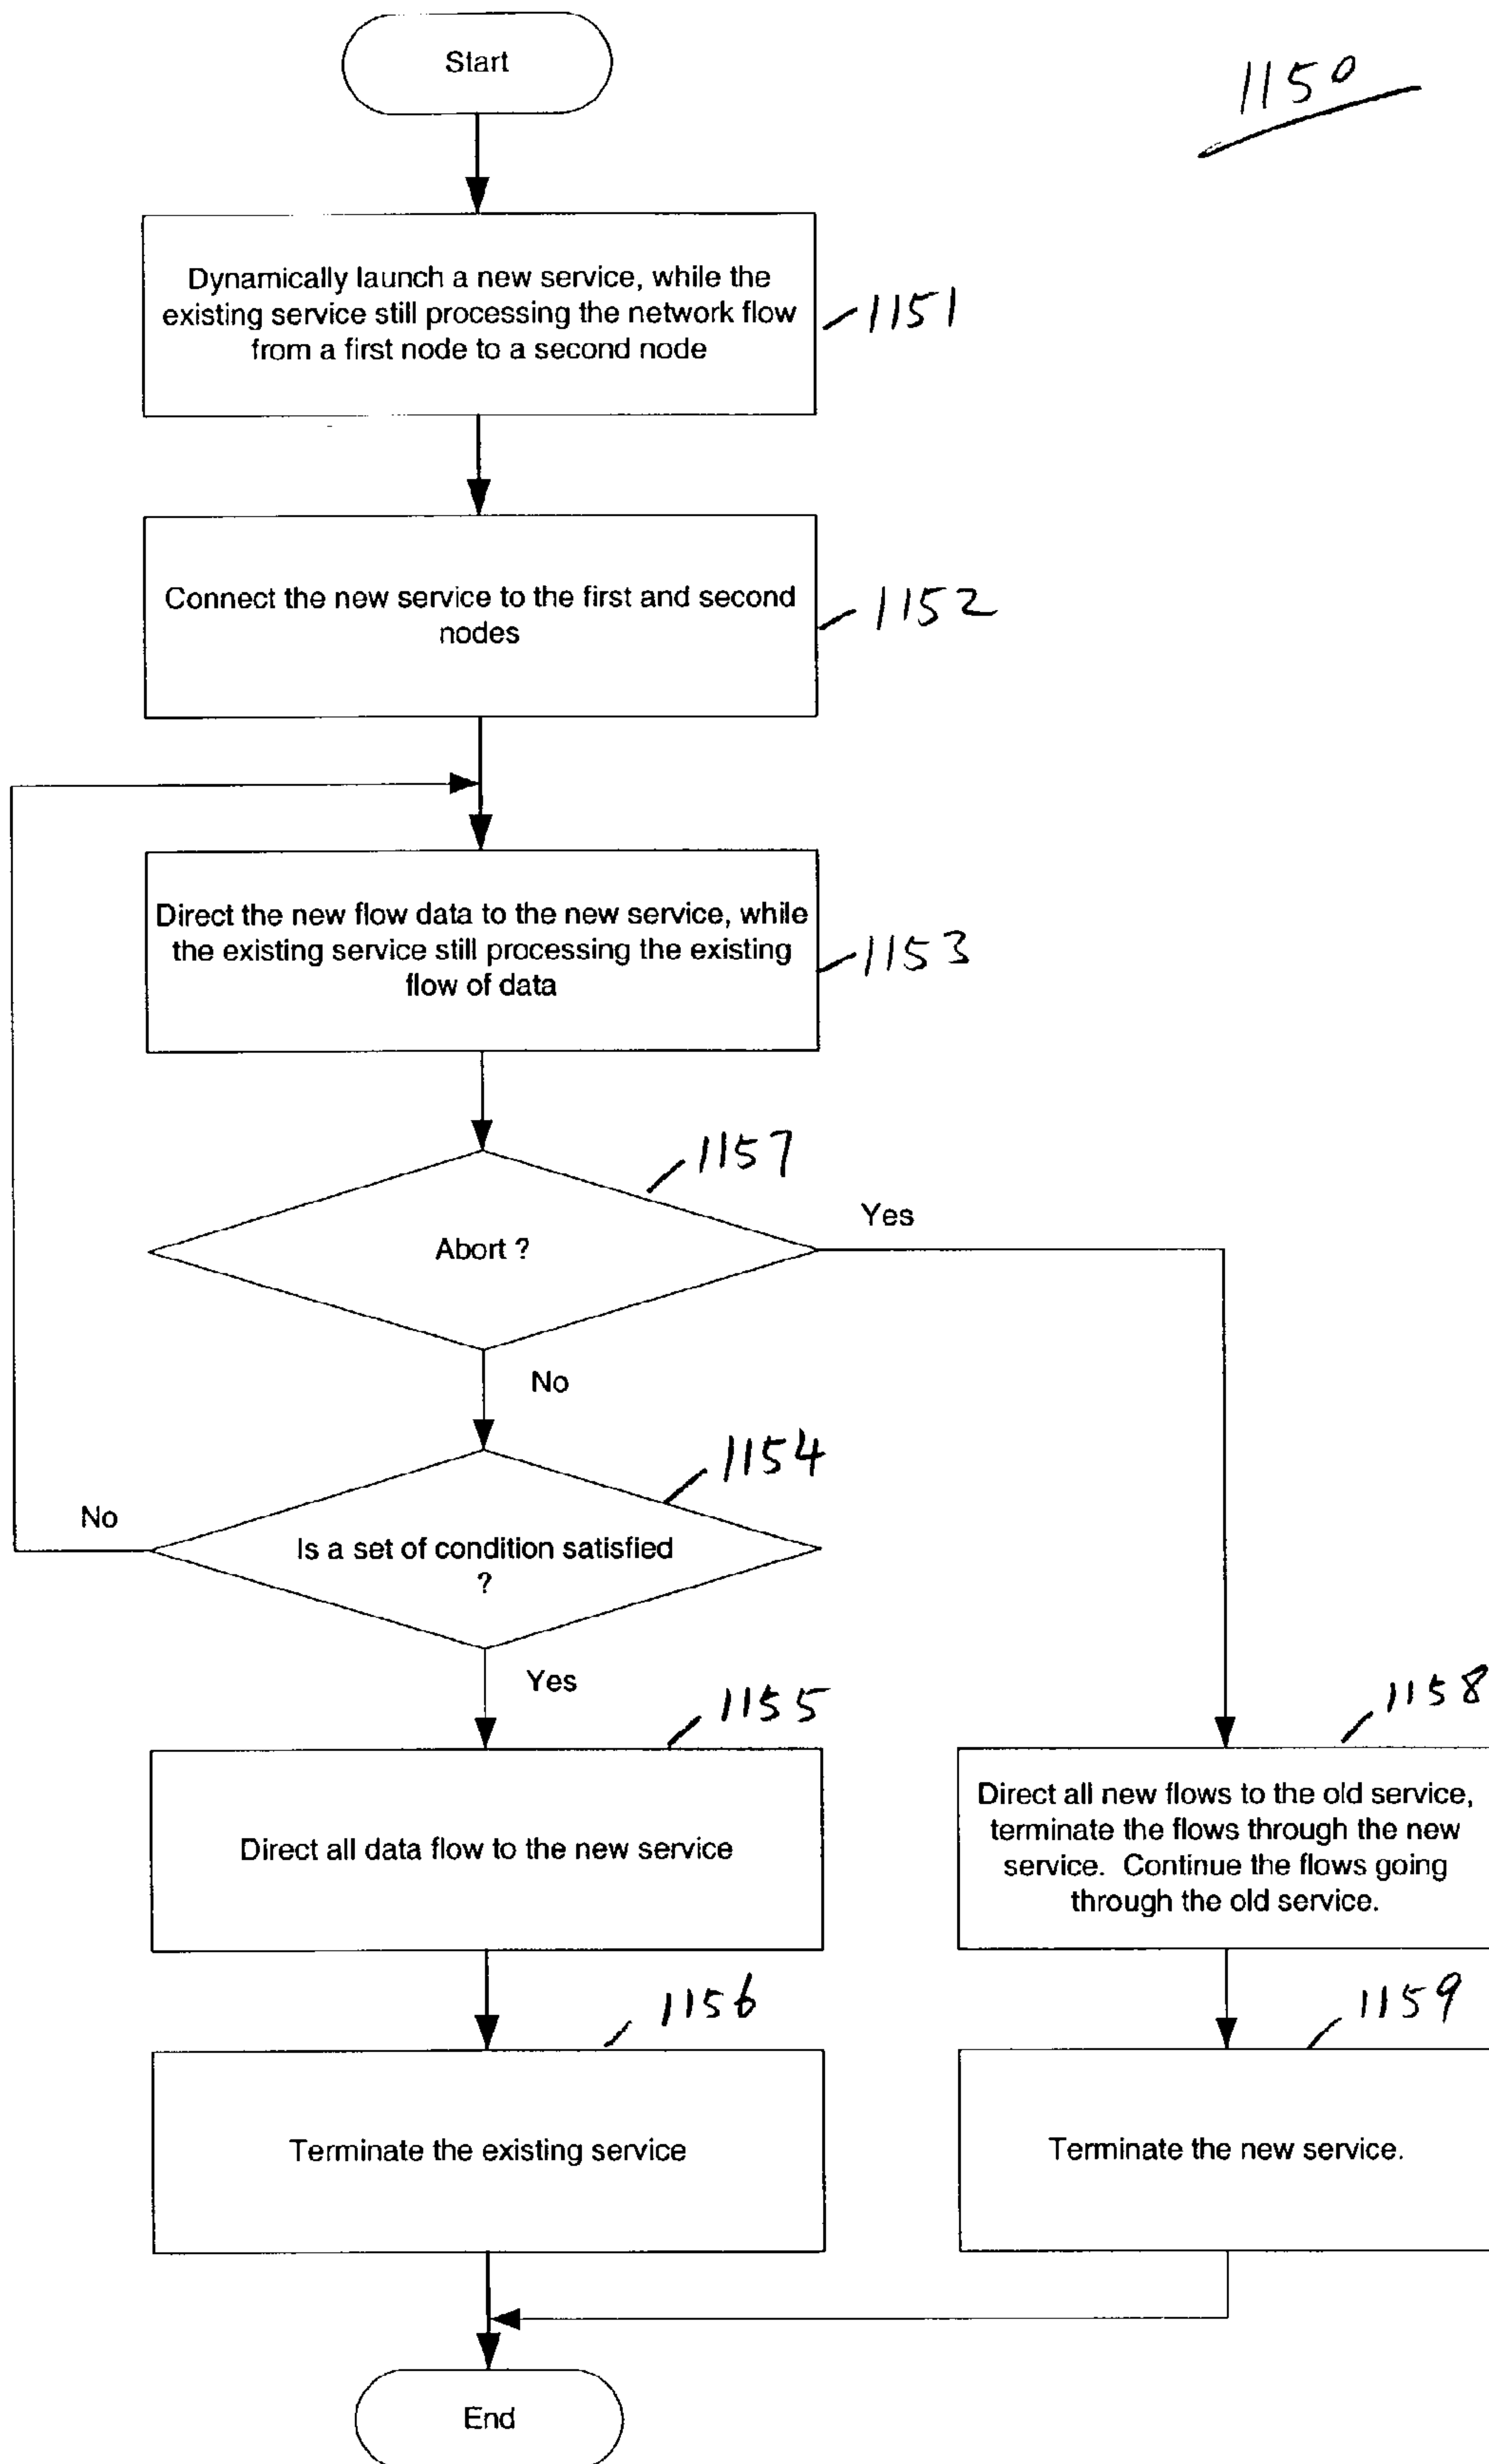 Start
1150
Dynamically launch a new service, while the
existing service still processing the network flow
from a first node to a second node
1151
Connect the new service to the first and second
nodes
1152
Direct the new flow data to the new service, while
the existing service still processing the existing
flow of data
1153
1157
Abort ?
Yes
No
1154
Is a set of condition satisfied
?
No
Yes
1155
Direct all data flow to the new service
1158
Direct all new flows to the old service,
terminate the flows through the new
service. Continue the flows going
through the old service.
1156
Terminate the existing service
1159
Terminate the new service.
End